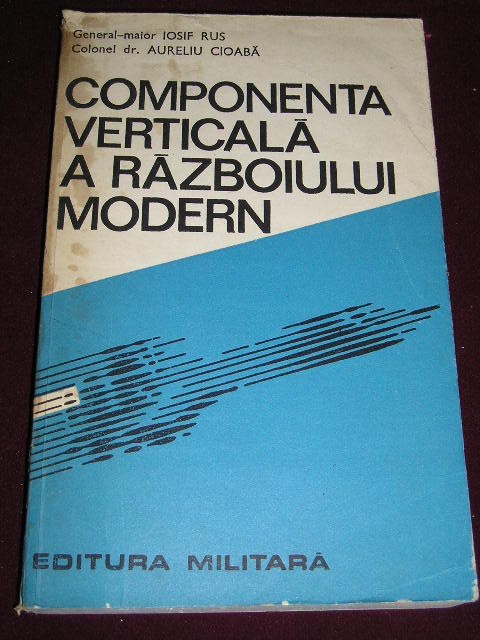 General-maior IOSIF RUS
Colonel dr. AURELIU CIOABĂ
COMPONENTA
VERTICALĂ
A RĂZBOIULUI
MODERN
EDITURA MILITARĂ